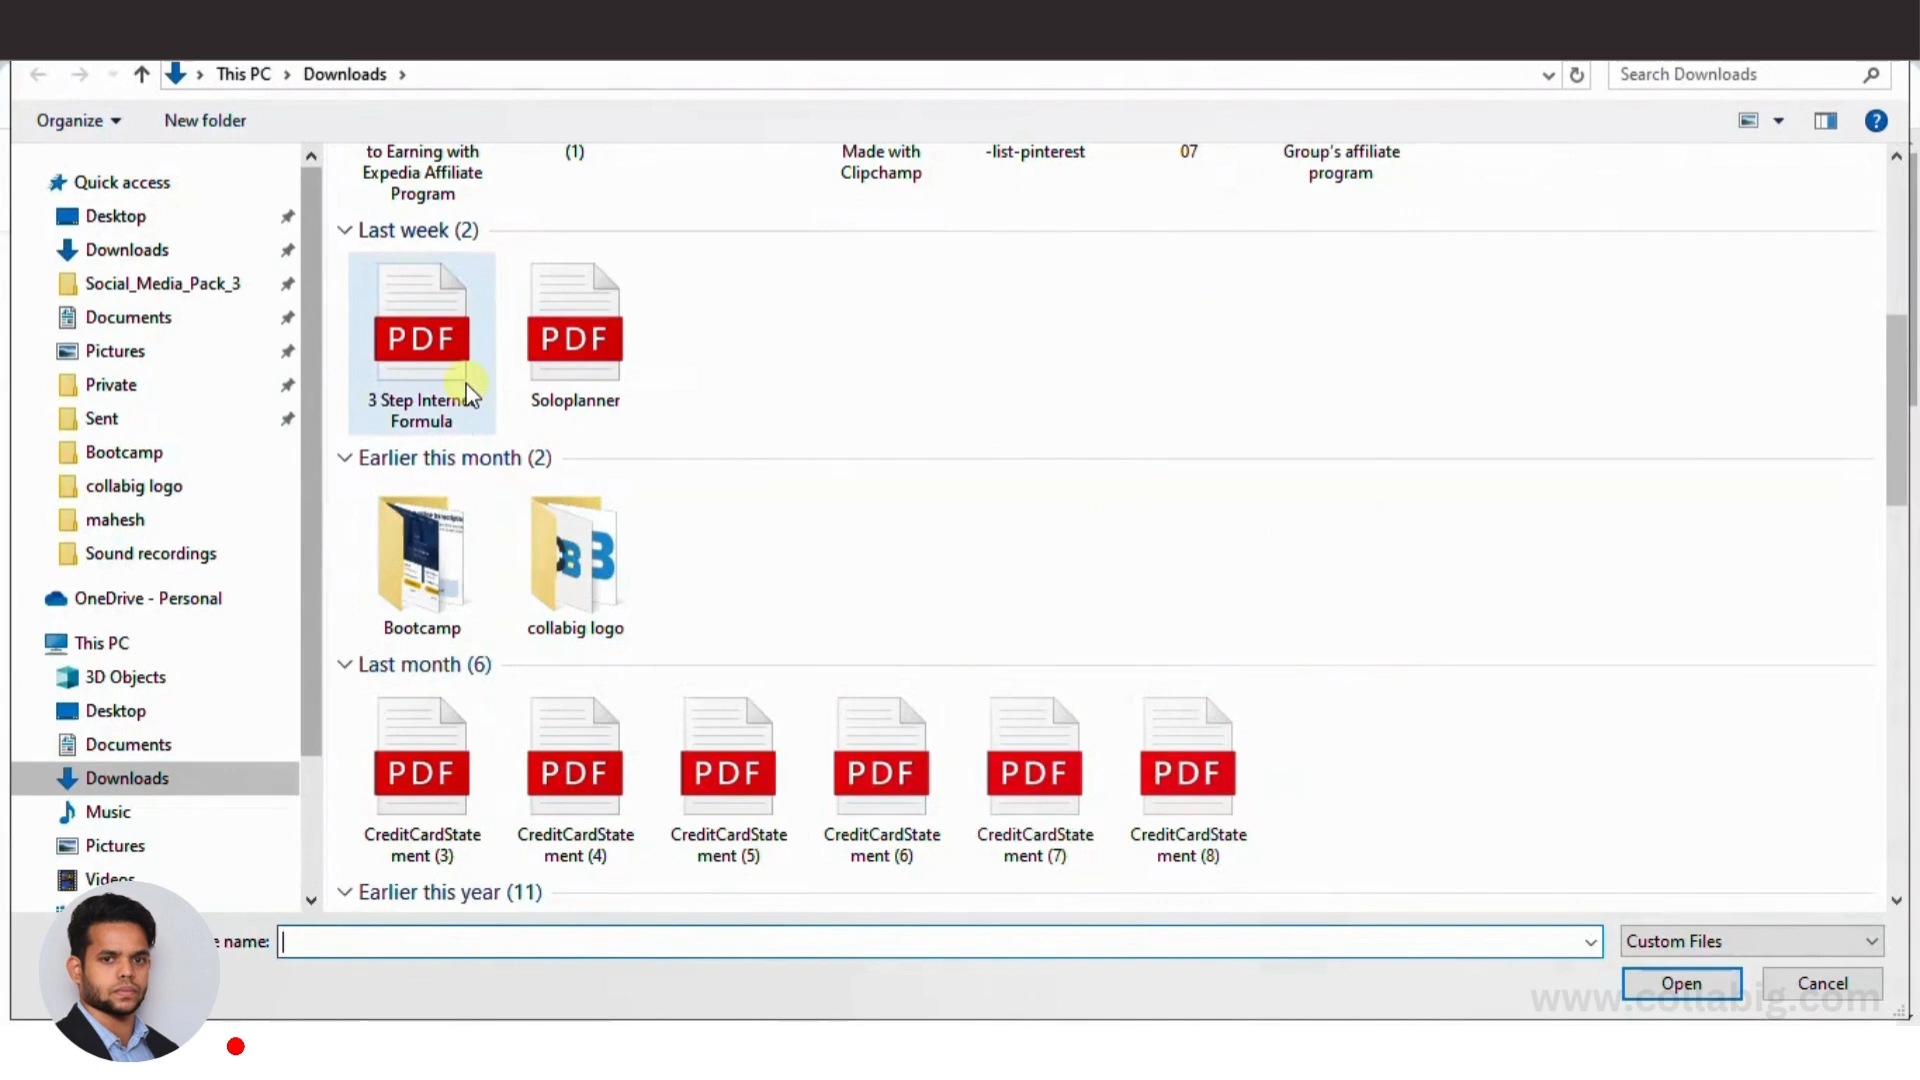 This PC > Downloads >
Search Downloads
Organize
New folder
to Earning with
Expedia Affiliate
Program
(1)
Made with
Clipchamp
-list-pinterest
07
Group's affiliate
program
Quick access
Desktop
Downloads
Social_Media_Pack_3
Documents
Pictures
Private
Sent
Bootcamp
collabig logo
mahesh
Sound recordings
OneDrive - Personal
This PC
3D Objects
Desktop
Documents
Downloads
Music
Pictures
Videos
Last week (2)
PDF
3 Step Internet
Formula
PDF
Soloplanner
Earlier this month (2)
Bootcamp
collabig logo
Last month (6)
PDF
CreditCardState
ment (3)
PDF
CreditCardState
ment (4)
PDF
CreditCardState
ment (5)
PDF
CreditCardState
ment (6)
PDF
CreditCardState
ment (7)
PDF
CreditCardState
ment (8)
Earlier this year (11)
e name:
Custom Files
Open
Cancel
www.collabig.com